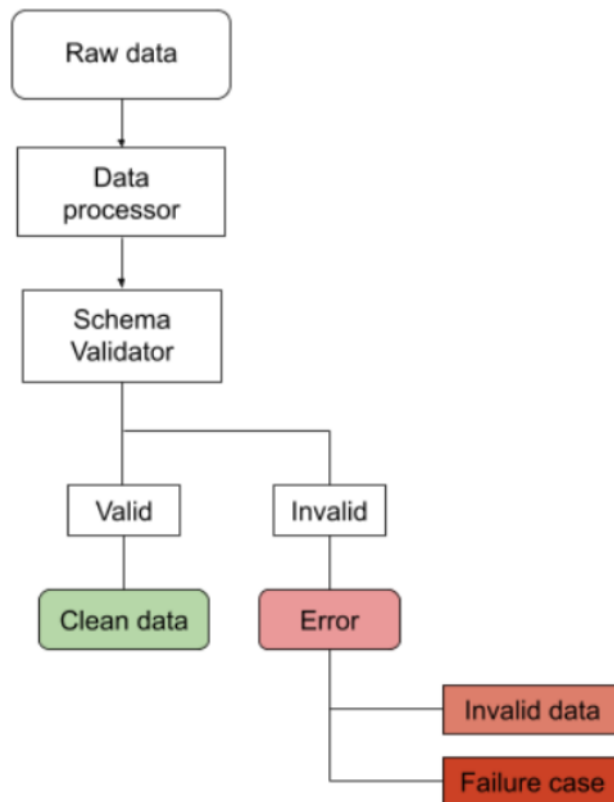 Raw data
Data
processor
Schema
Validator
Valid
Invalid
Clean data
Error
Invalid data
Failure case